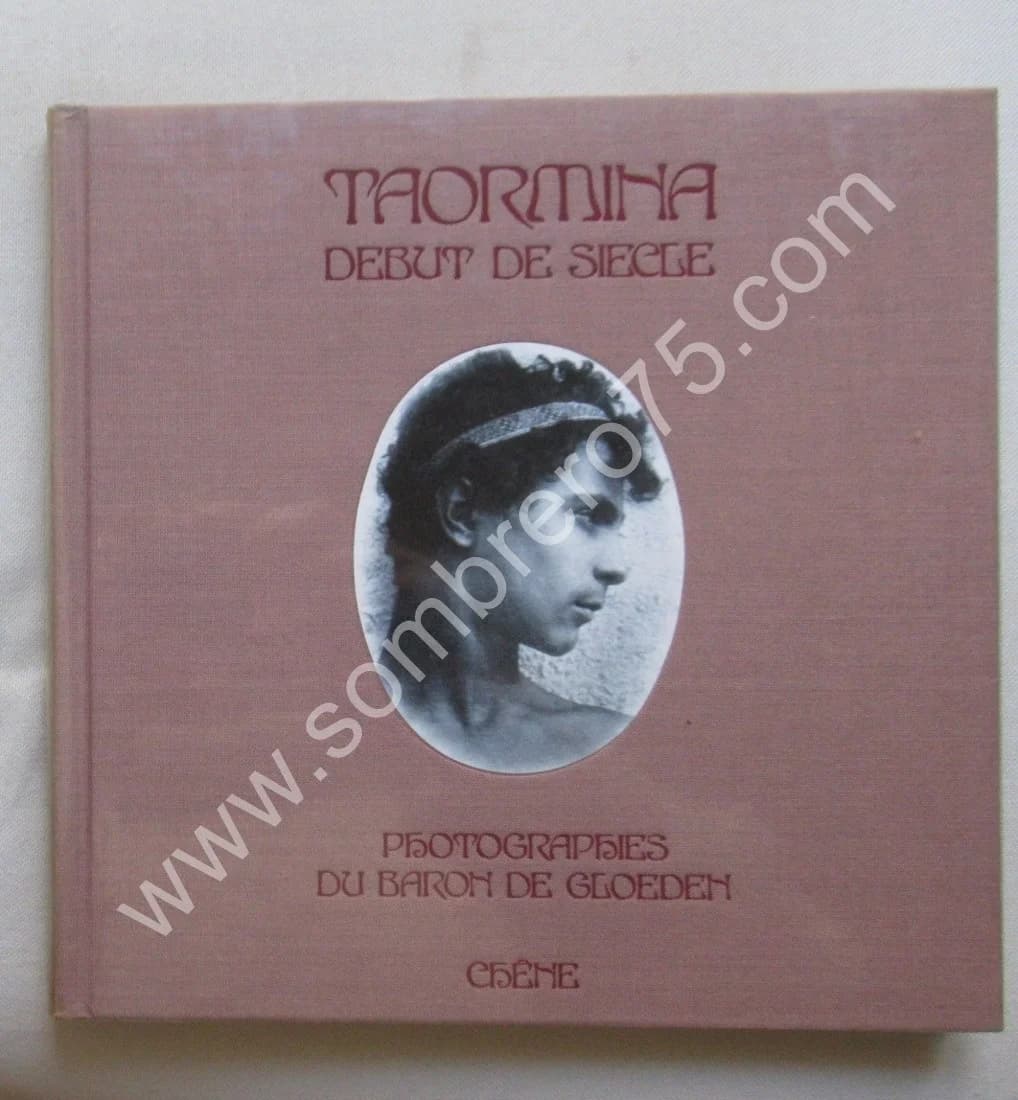 TAORMINA
DEBUT DE SIECLE
www.sombrero75.com
PHOTOGRAPHIES
DU BARON DE GLOEDEN
CHÊNE